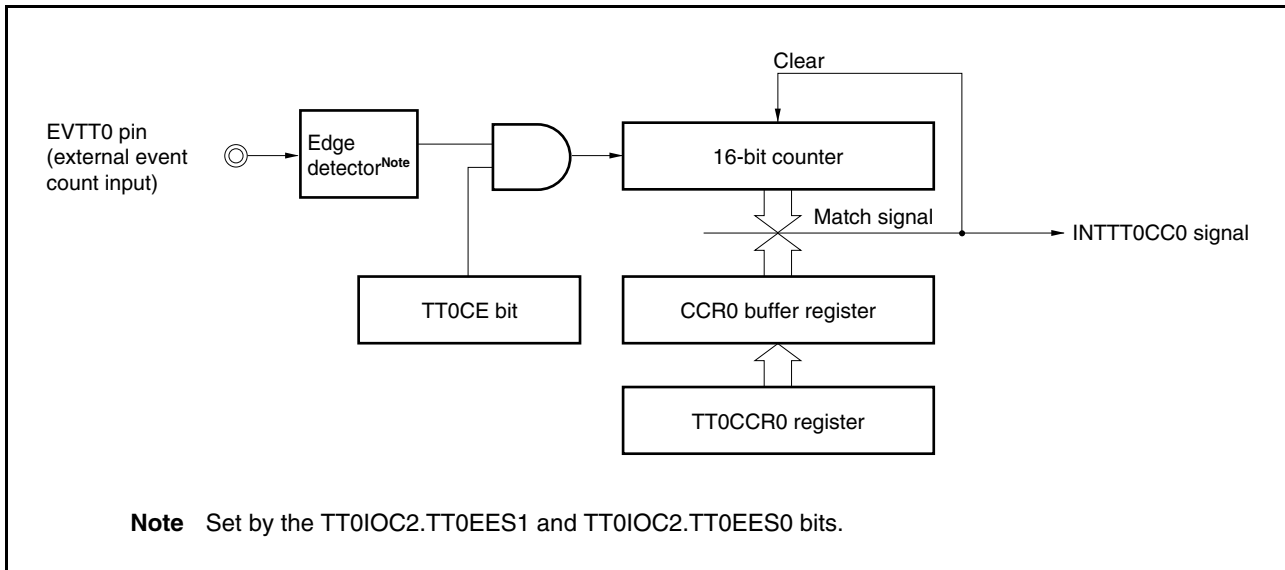 Clear
EVTT0 pin
(external event
count input)
Edge
detectorNote
16-bit counter
Match signal
INTTT0CC0 signal
TT0CE bit
CCR0 buffer register
TT0CCR0 register
Note Set by the TT0IOC2.TT0EES1 and TT0IOC2.TT0EES0 bits.